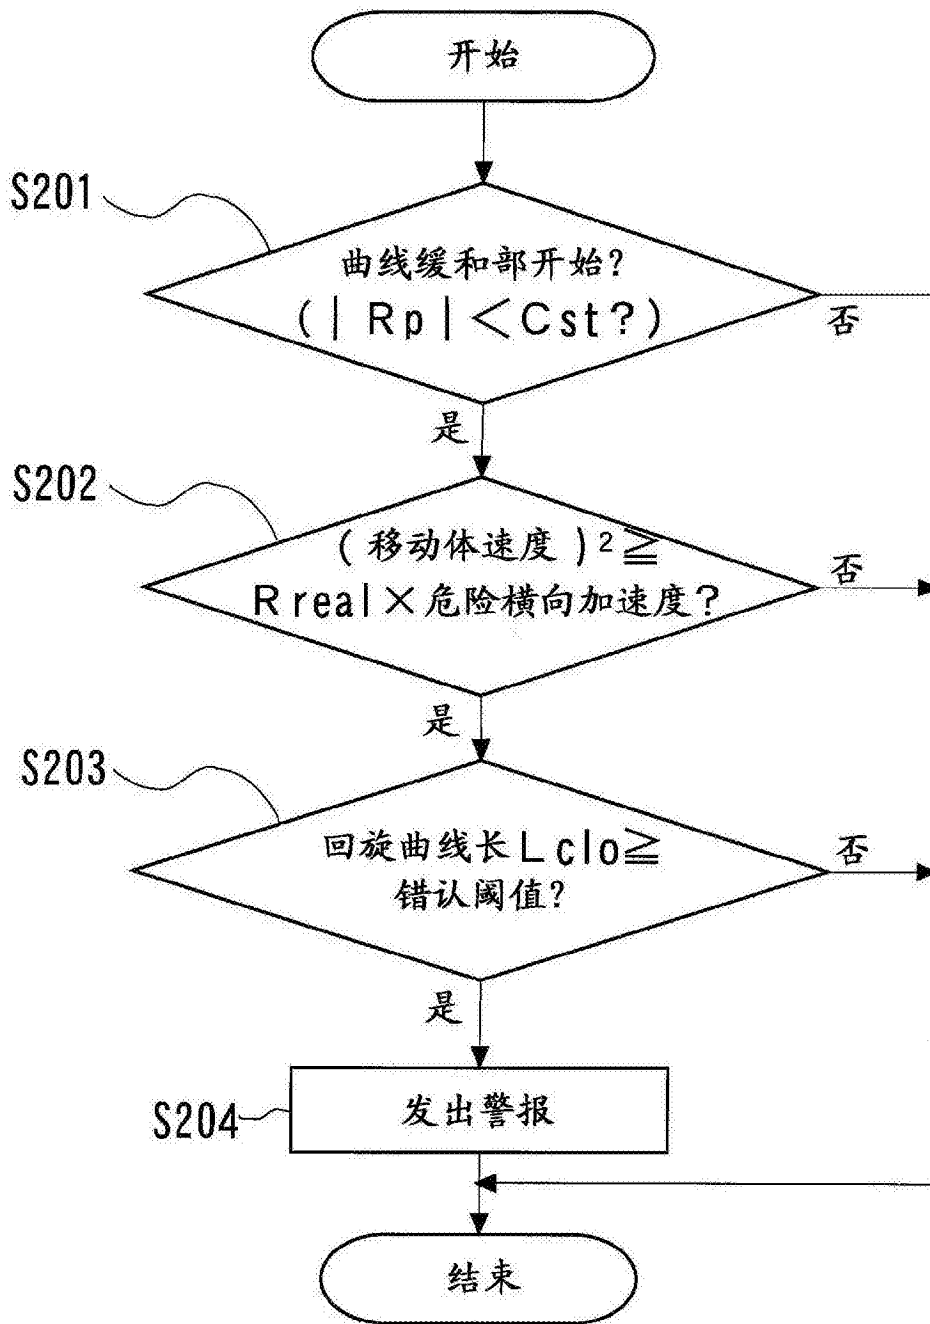 开始
S201
曲线缓和部开始?
(|Rp|<Cst?)
否
是
S202
(移动体速度)²≧
Rreal×危险横向加速度?
否
是
S203
回旋曲线长Lclo≧
错认阈值?
否
是
S204
发出警报
结束